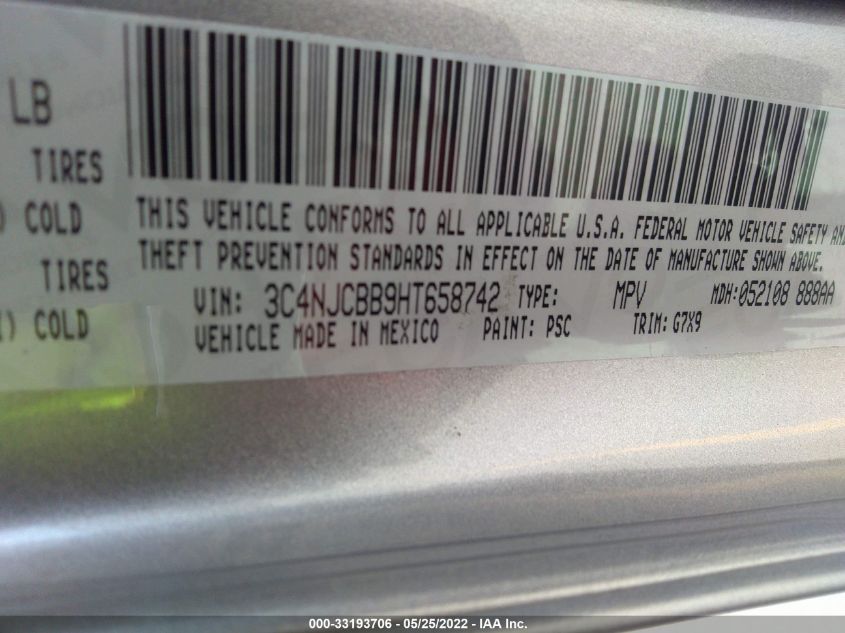 LB
TIRES
) COLD
TIRES
) COLD
THIS VEHICLE CONFORMS TO ALL APPLICABLE U.S.A. FEDERAL MOTOR VEHICLE SAFETY AND
THEFT PREVENTION STANDARDS IN EFFECT ON THE DATE OF MANUFACTURE SHOWN ABOVE.
VIN: 3C4NJCBB9HT658742 TYPE: MPV MDH:052108 888AA
VEHICLE MADE IN MEXICO PAINT: PSC TRIM: G7X9
000-33193706 - 05/25/2022 - IAA Inc.